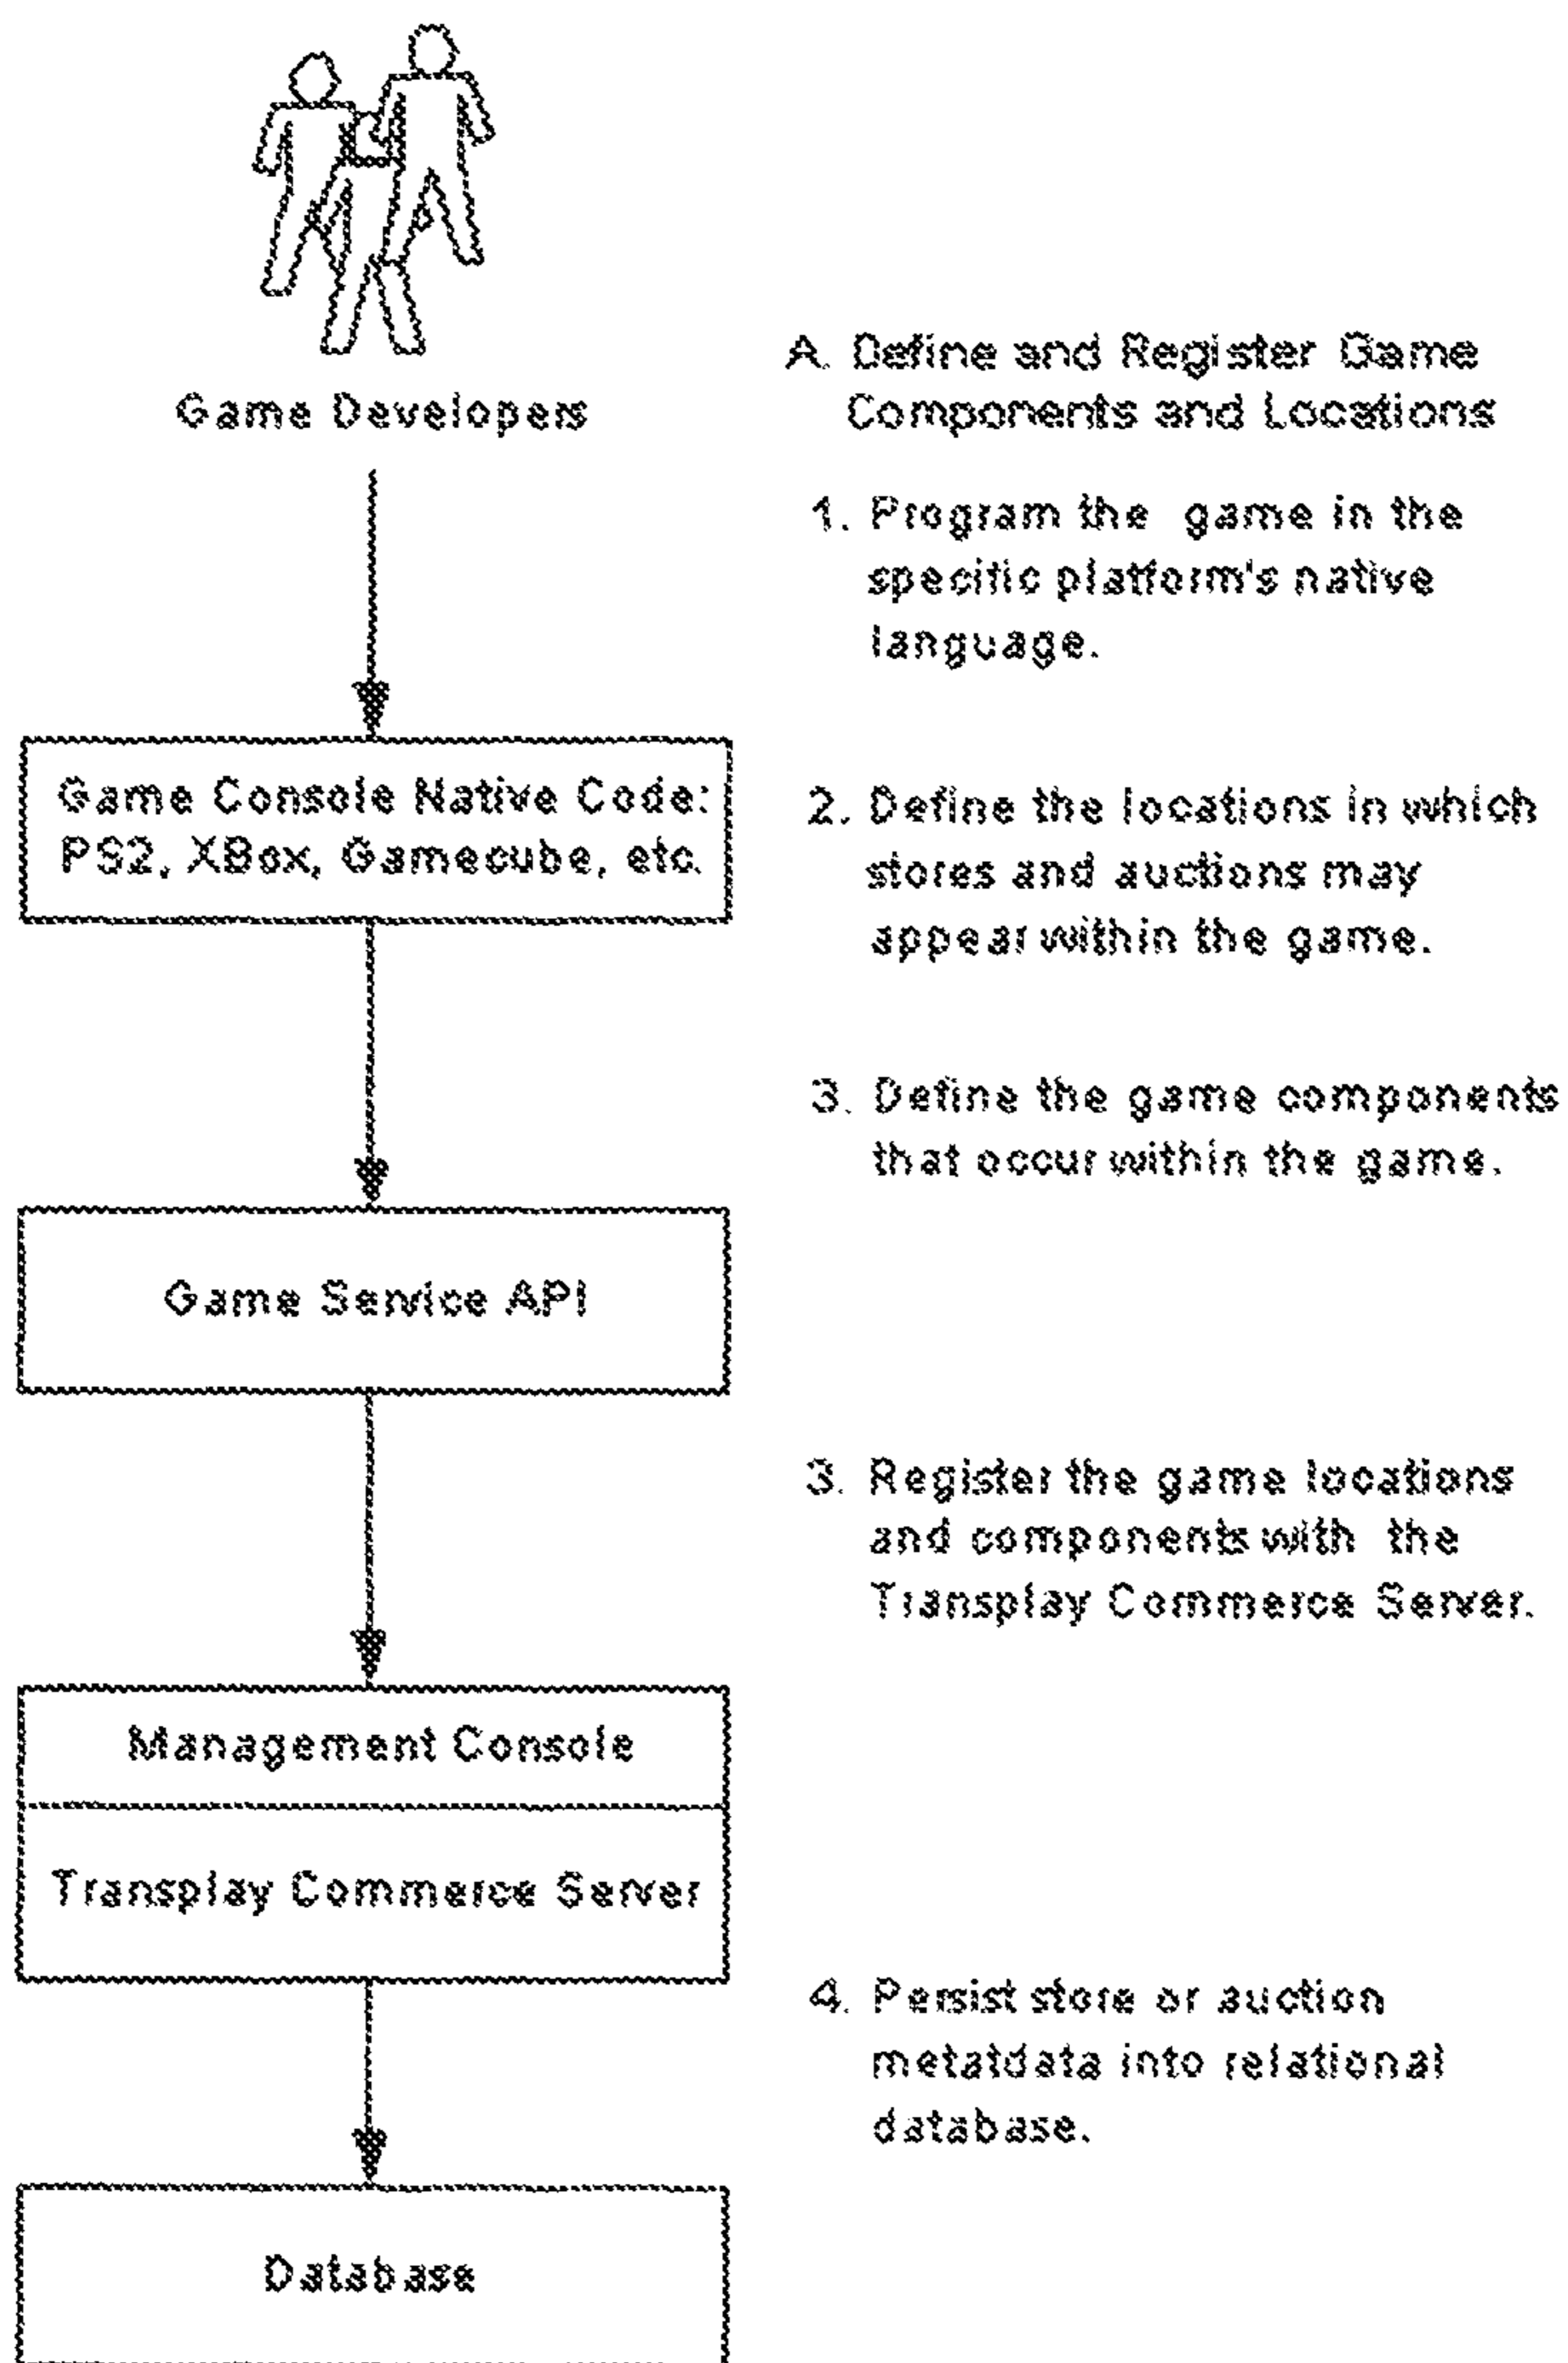 Game Developers
A. Define and Register Game
Components and Locations
1. Program the game in the
specific platform's native
language.
Game Console Native Code:
PS2, XBox, Gamecube, etc.
2. Define the locations in which
stores and auctions may
appear within the game.
3. Define the game components
that occur within the game.
Game Service API
3. Register the game locations
and components with the
Transplay Commerce Server.
Management Console
Transplay Commerce Server
4. Persist store or auction
metatdata into relational
database.
Database